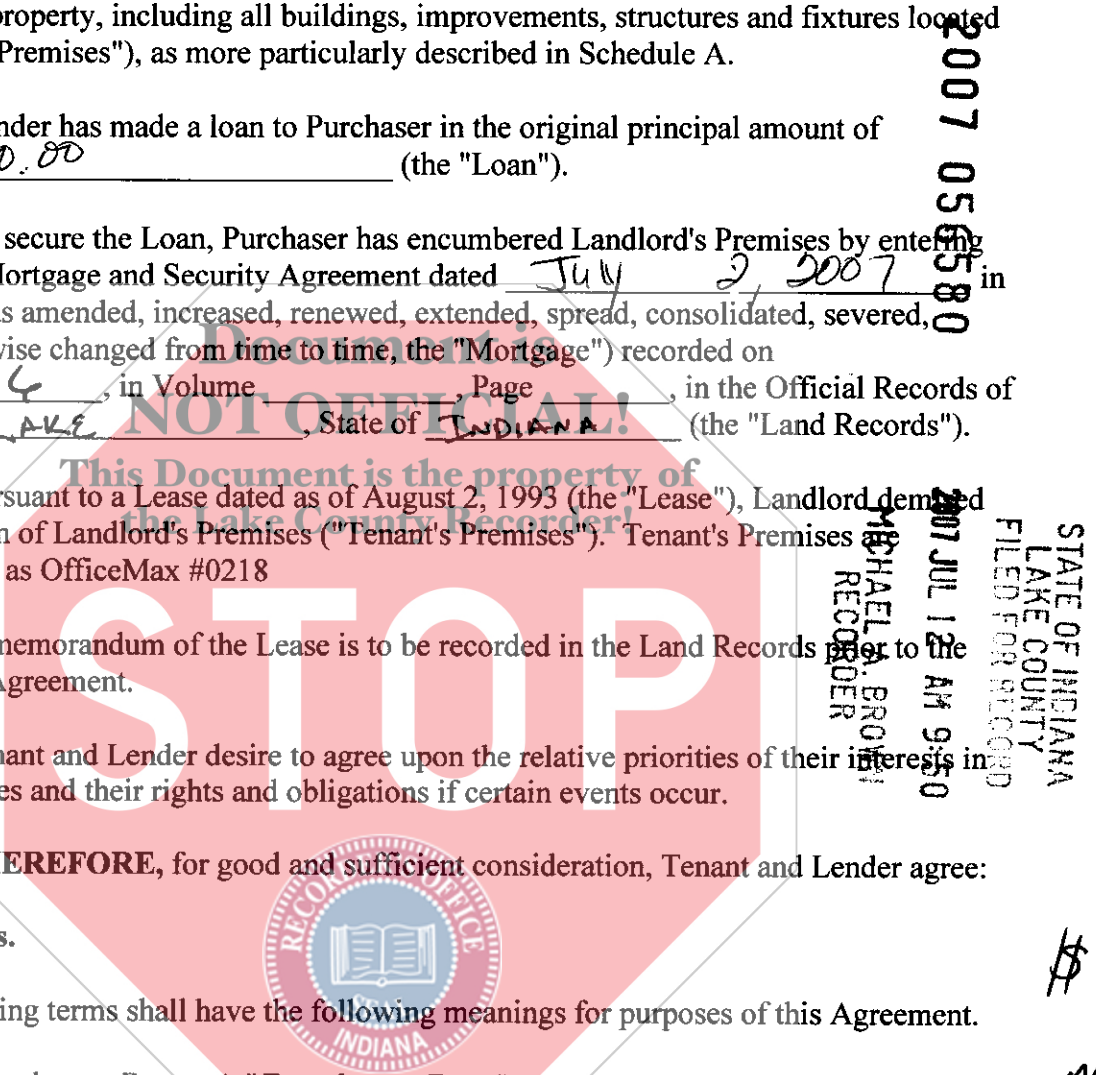 roperty, including all buildings, improvements, structures and fixtures located
Premises"), as more particularly described in Schedule A.
nder has made a loan to Purchaser in the original principal amount of
0.00 (the "Loan").
secure the Loan, Purchaser has encumbered Landlord's Premises by entering
Mortgage and Security Agreement dated July 2, 2007 in
s amended, increased, renewed, extended, spread, consolidated, severed,
vise changed from time to time, the "Mortgage") recorded on
, in Volume , Page , in the Official Records of
AKE , State of INDIANA (the "Land Records").
rsuant to a Lease dated as of August 2, 1993 (the "Lease"), Landlord demised
n of Landlord's Premises ("Tenant's Premises"). Tenant's Premises are
as OfficeMax #0218
memorandum of the Lease is to be recorded in the Land Records prior to the
Agreement.
nant and Lender desire to agree upon the relative priorities of their interests in
es and their rights and obligations if certain events occur.
EREFORE, for good and sufficient consideration, Tenant and Lender agree:
s.
ing terms shall have the following meanings for purposes of this Agreement.
2007 056580
STATE OF INDIANA
LAKE COUNTY
FILED FOR RECORD
2007 JUL 12 AM 9:50
MICHAEL A. BROWN
RECORDER
Document is
NOT OFFICIAL!
This Document is the property of
the Lake County Recorder!
STOP
RECORDER'S OFFICE
SEAL
INDIANA
$